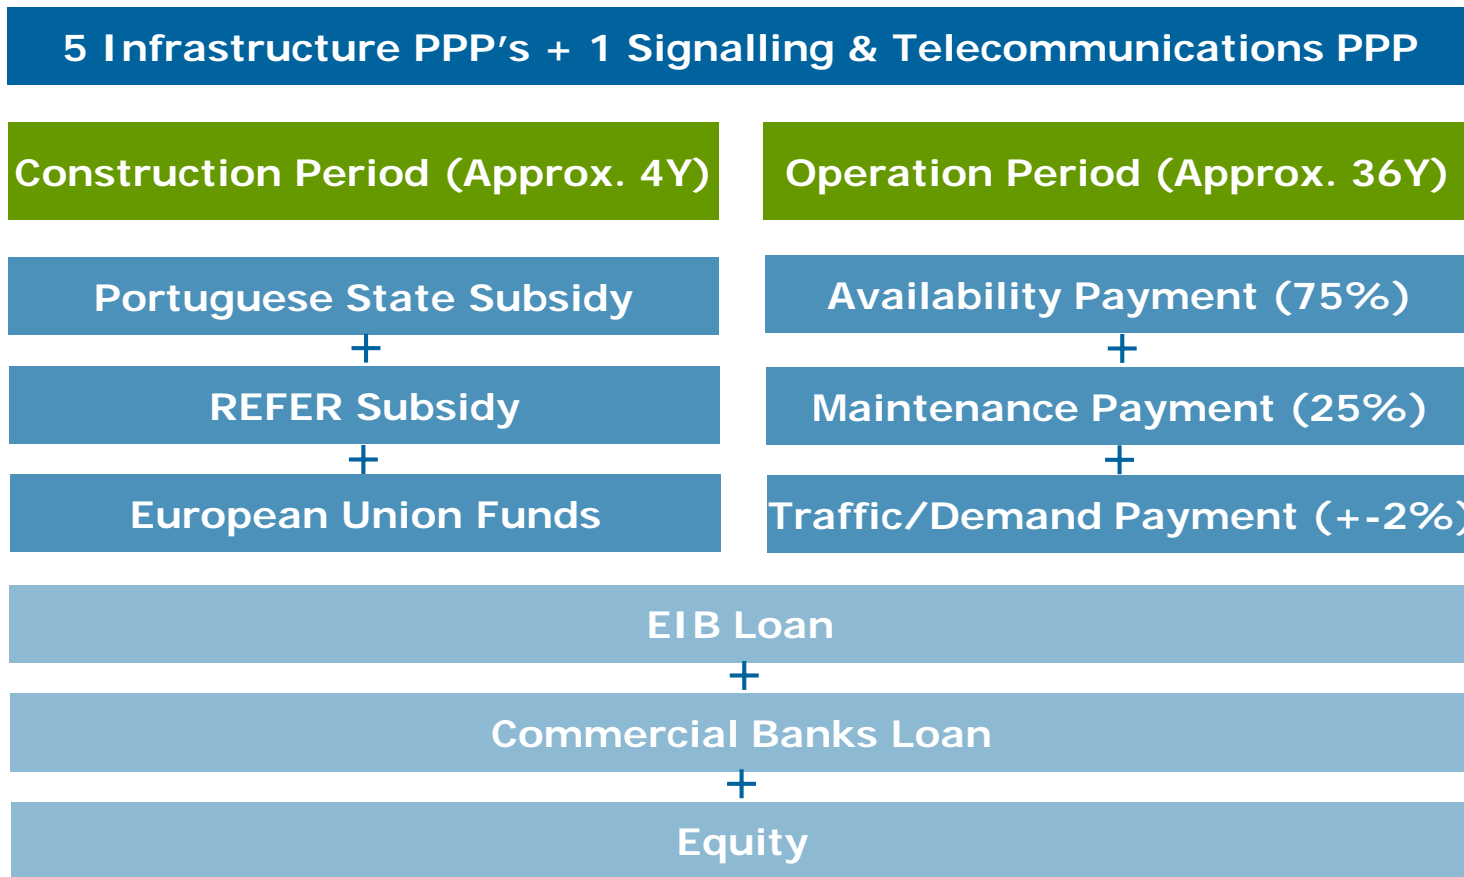 5 Infrastructure PPP's + 1 Signalling & Telecommunications PPP
Construction Period (Approx. 4Y)
Operation Period (Approx. 36Y)
Portuguese State Subsidy
+
REFER Subsidy
+
European Union Funds
Availability Payment (75%)
+
Maintenance Payment (25%)
+
Traffic/Demand Payment (+-2%)
EIB Loan
+
Commercial Banks Loan
+
Equity